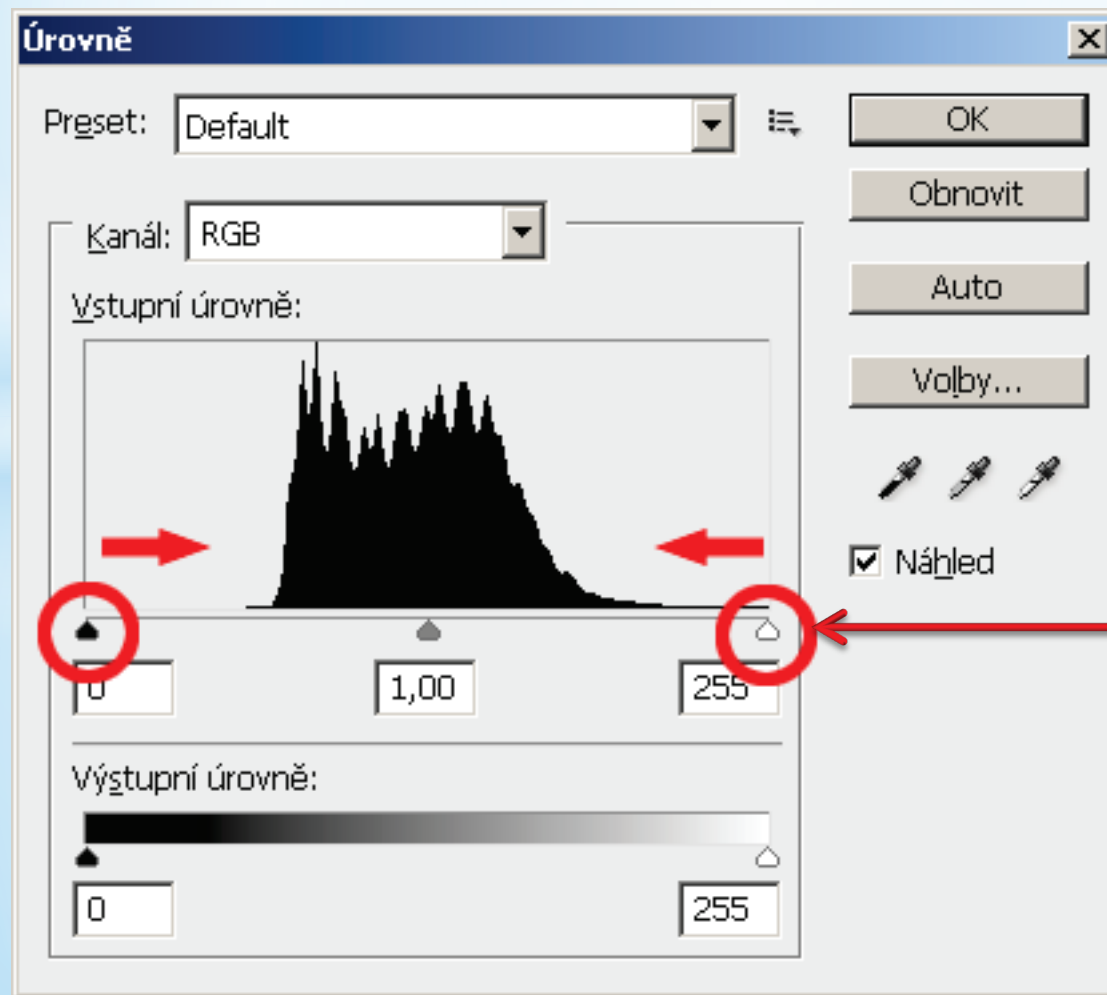 Úrovně
Preset: Default
OK
Obnovit
Kanál: RGB
Auto
Vstupní úrovně:
Volby...
Náhled
0 1,00 255
Výstupní úrovně:
0 255